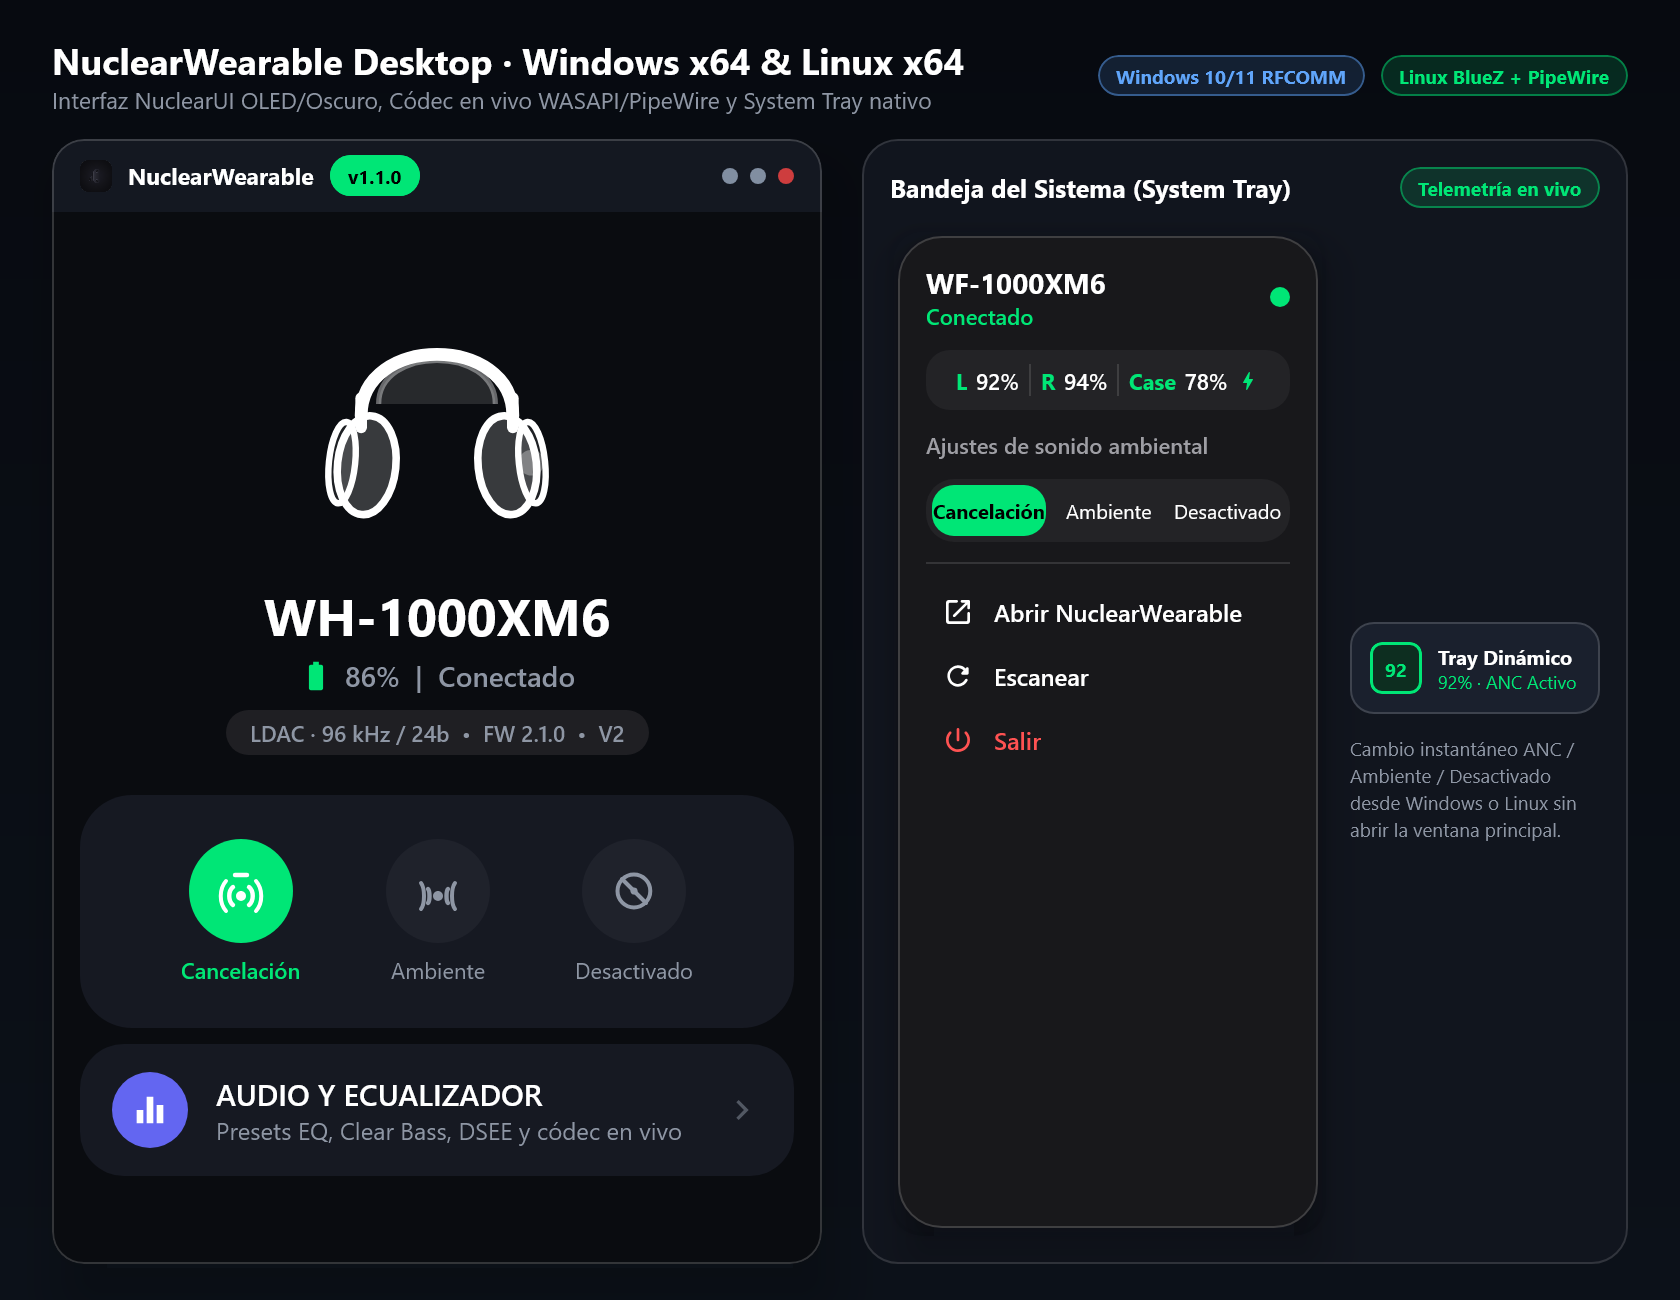 NuclearWearable Desktop · Windows x64 & Linux x64
Interfaz NuclearUI OLED/Oscuro, Códec en vivo WASAPI/PipeWire y System Tray nativo
Windows 10/11 RFCOMM
Linux BlueZ + PipeWire
NuclearWearable
v1.1.0
WH-1000XM6
86% | Conectado
LDAC · 96 kHz / 24b • FW 2.1.0 • V2
Cancelación
Ambiente
Desactivado
AUDIO Y ECUALIZADOR
Presets EQ, Clear Bass, DSEE y códec en vivo
Bandeja del Sistema (System Tray)
Telemetría en vivo
WF-1000XM6
Conectado
L 92% R 94% Case 78%
Ajustes de sonido ambiental
Cancelación Ambiente Desactivado
Abrir NuclearWearable
Escanear
Salir
92
Tray Dinámico
92% · ANC Activo
Cambio instantáneo ANC /
Ambiente / Desactivado
desde Windows o Linux sin
abrir la ventana principal.